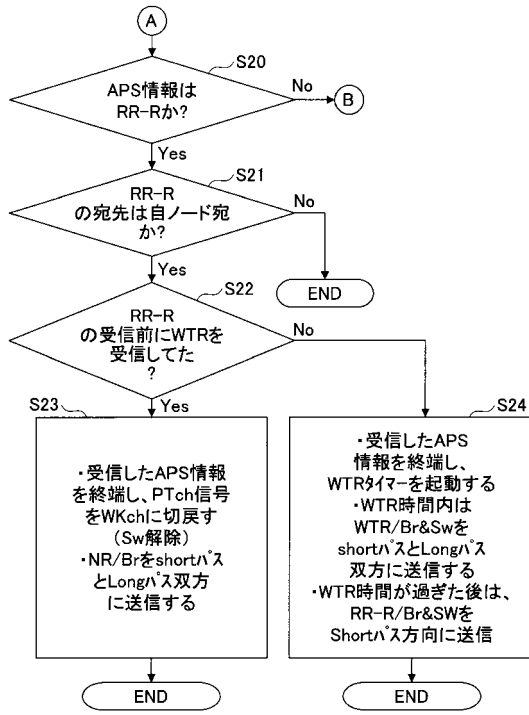 A
S20
APS情報は
RR-Rか?
No
B
Yes
S21
RR-R
の宛先は自ノード宛
か?
No
END
Yes
S22
RR-R
の受信前にWTRを
受信してた
?
No
S23
Yes
S24
・受信したAPS情報
を終端し、PTch信号
をWKchに切戻す
(Sw解除)
・NR/Brをshortパス
とLongパス双方
に送信する
・受信したAPS
情報を終端し、
WTRタイマーを起動する
・WTR時間内は
WTR/Br&Swを
shortパスとLongパス
双方に送信する
・WTR時間が過ぎた後は、
RR-R/Br&SWを
Shortパス方向に送信
END
END